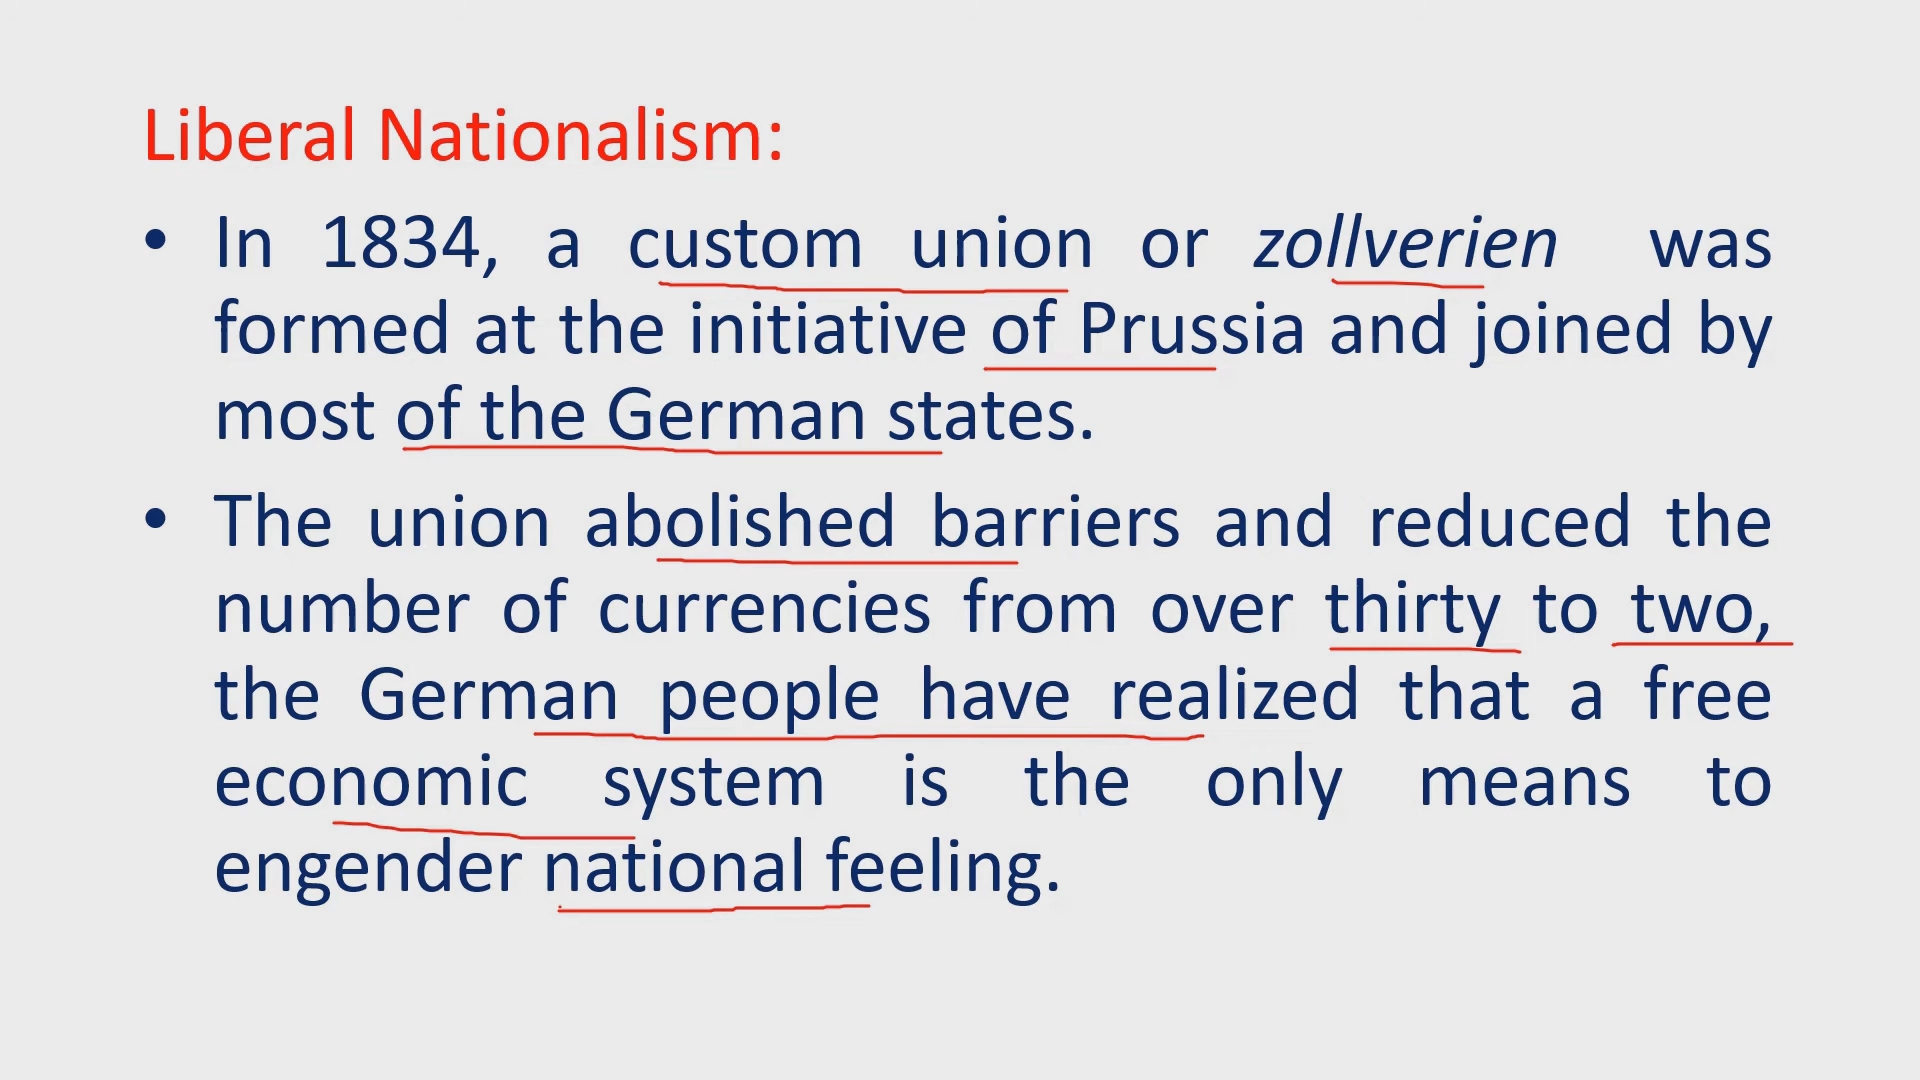 Liberal Nationalism:
• In 1834, a custom union or zollverien was
formed at the initiative of Prussia and joined by
most of the German states.
• The union abolished barriers and reduced the
number of currencies from over thirty to two,
the German people have realized that a free
economic system is the only means to
engender national feeling.